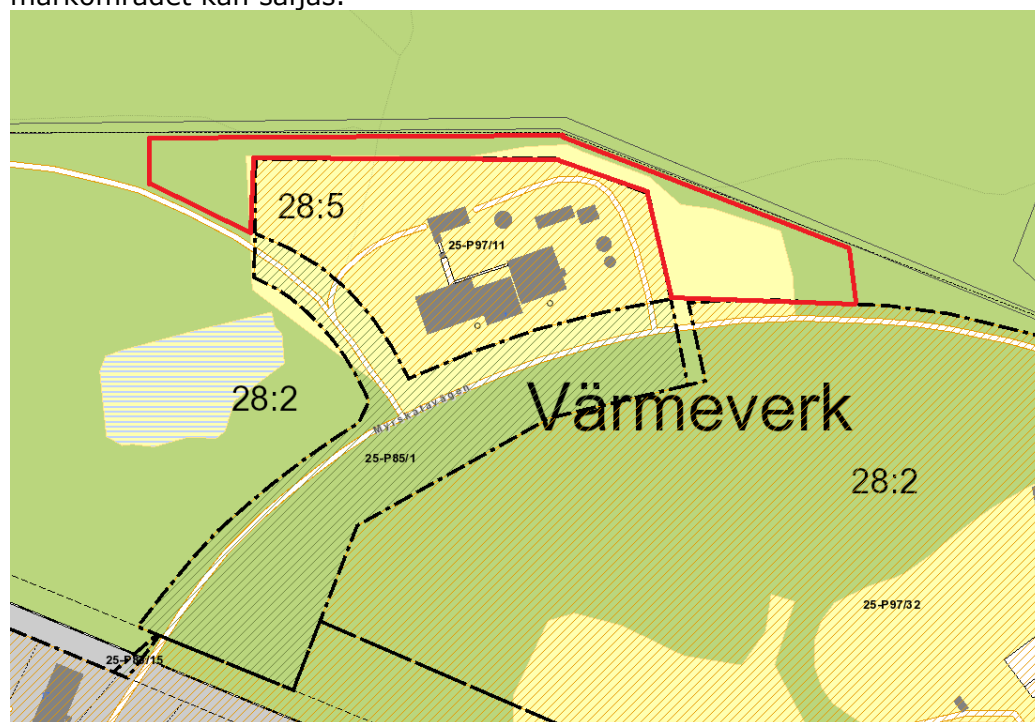 markområdet kan säljas.
28:5
25-P97/11
28:2
Myrskatavägen
Värmeverk
25-P85/1
28:2
25-P97/32